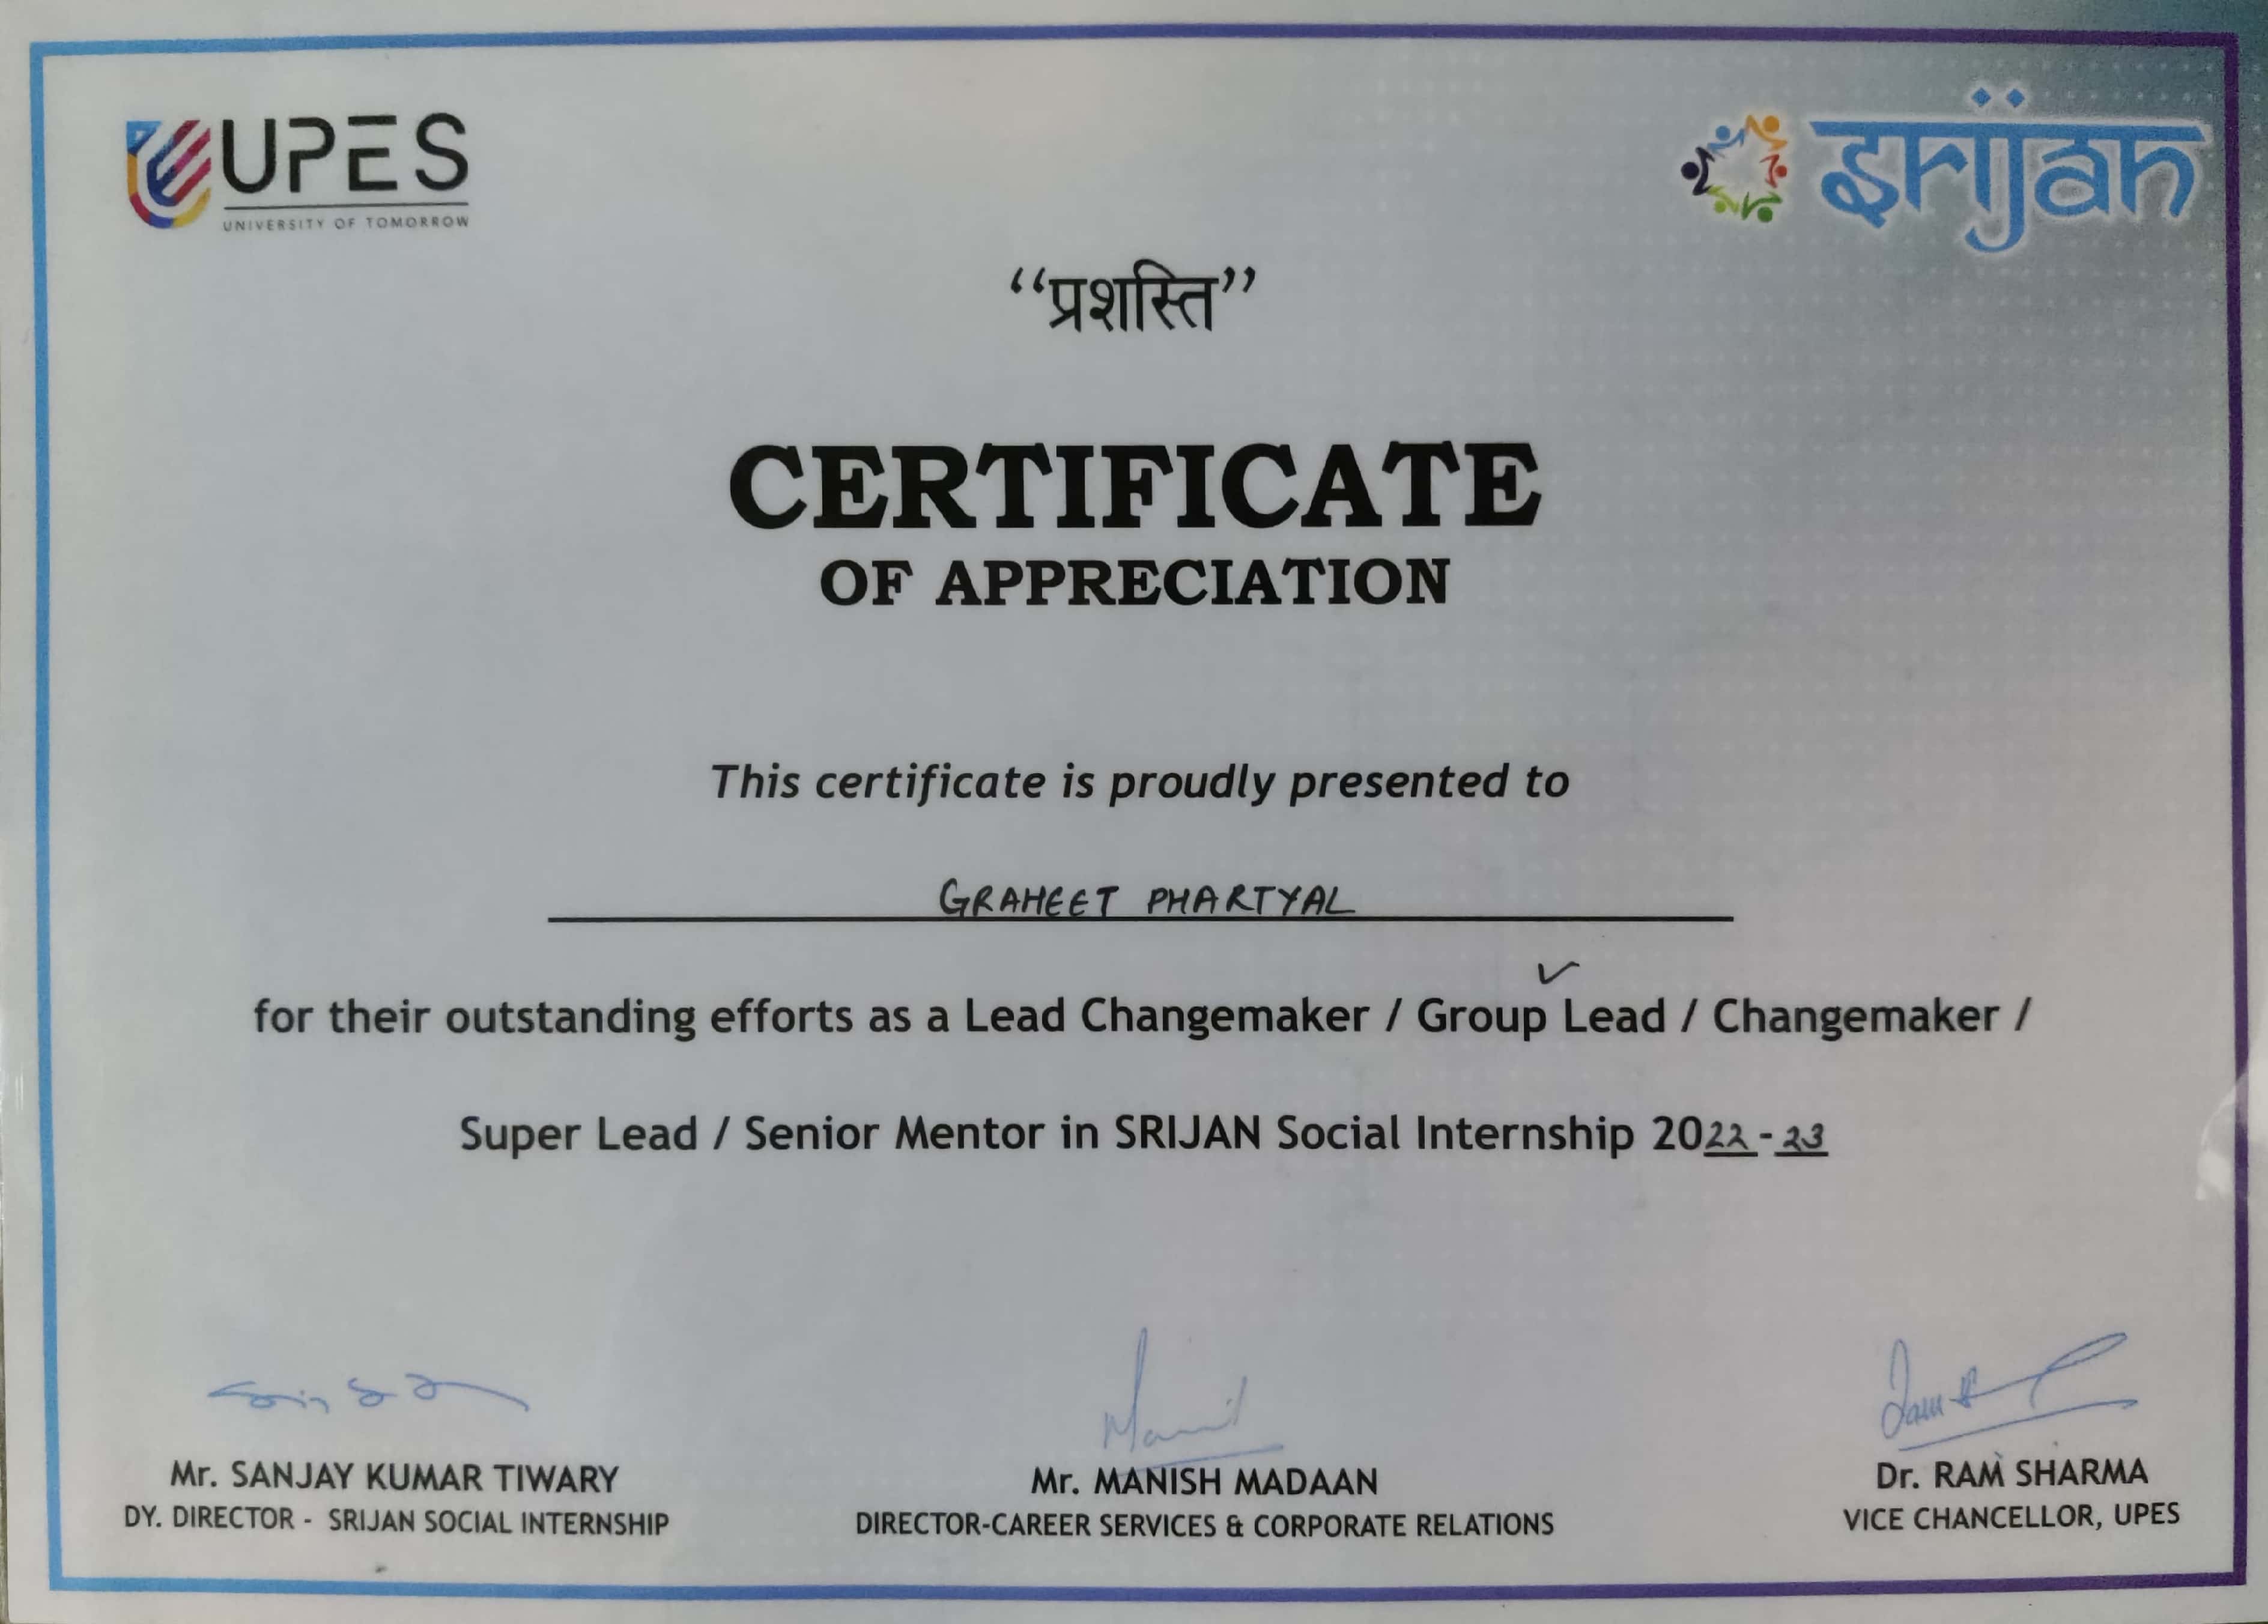 UPES
UNIVERSITY OF TOMORROW
srijan
“प्रशस्ति”
CERTIFICATE
OF APPRECIATION
This certificate is proudly presented to
GRAHEET PHARTYAL
✓
for their outstanding efforts as a Lead Changemaker / Group Lead / Changemaker /
Super Lead / Senior Mentor in SRIJAN Social Internship 2022-23
Mr. SANJAY KUMAR TIWARY
DY. DIRECTOR - SRIJAN SOCIAL INTERNSHIP
Mr. MANISH MADAAN
DIRECTOR-CAREER SERVICES & CORPORATE RELATIONS
Dr. RAM SHARMA
VICE CHANCELLOR, UPES